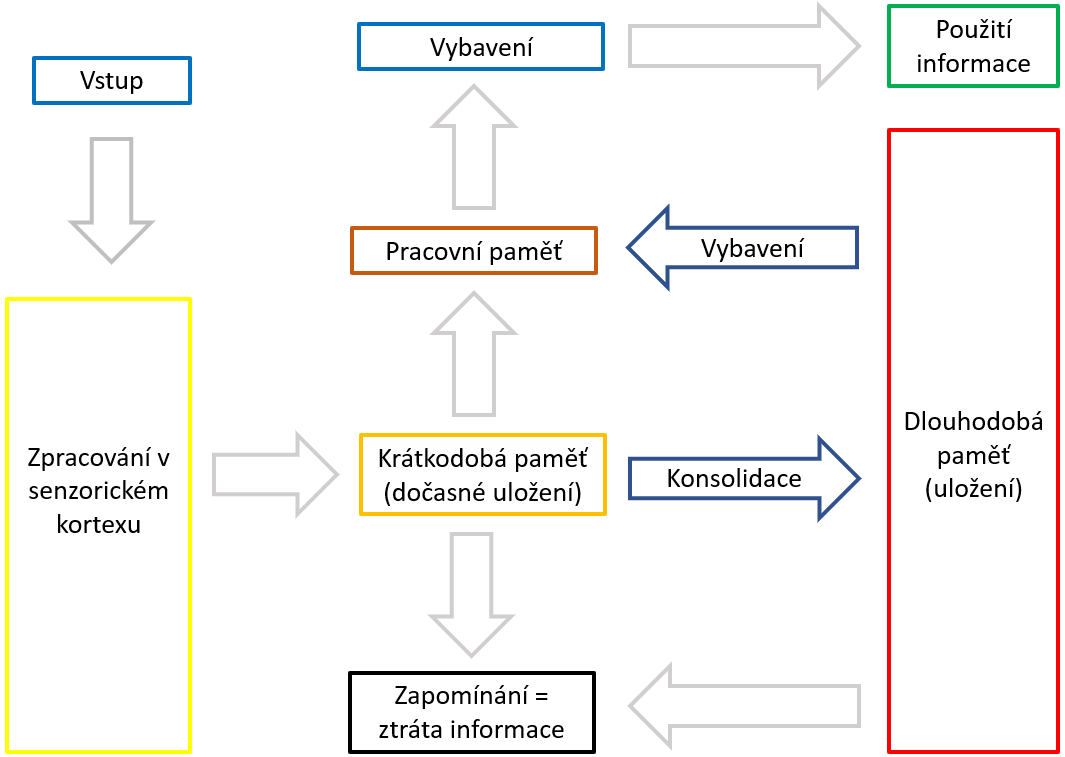 Vstup
Vybavení
Použití
informace
Pracovní paměť
Vybavení
Zpracování v
senzorickém
kortexu
Krátkodobá paměť
(dočasné uložení)
Konsolidace
Dlouhodobá
paměť
(uložení)
Zapomínání =
ztráta informace